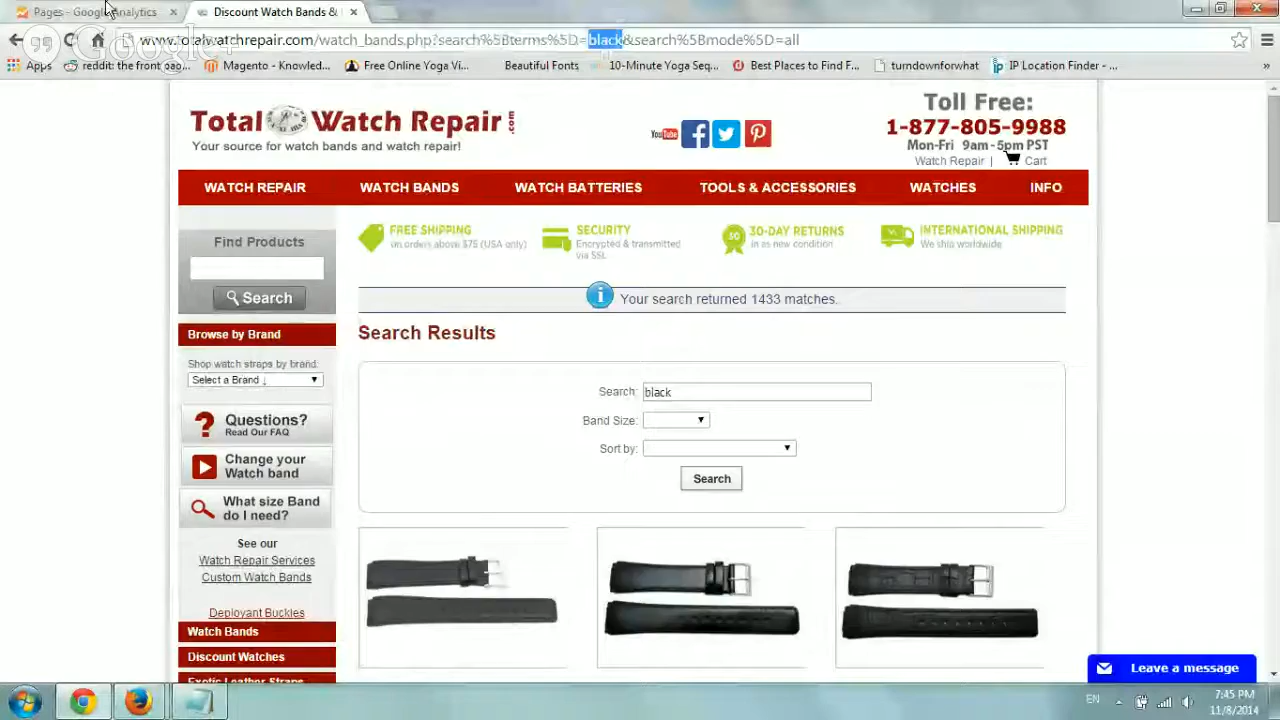 Pages - Google Analytics
Discount Watch Bands &
www.totalwatchrepair.com/watch_bands.php?search%5Bterms%5D=black&search%5Bmode%5D=all
Google+
Apps
reddit: the front pag...
Magento - Knowled...
Free Online Yoga Vi...
Beautiful Fonts
10-Minute Yoga Seq...
Best Places to Find F...
turndownforwhat
IP Location Finder - ...
»
Total Watch Repair.com
Your source for watch bands and watch repair!
You Tube
Toll Free:
1-877-805-9988
Mon-Fri 9am-5pm PST
Watch Repair | Cart
WATCH REPAIR
WATCH BANDS
WATCH BATTERIES
TOOLS & ACCESSORIES
WATCHES
INFO
Find Products
Search
FREE SHIPPING
on orders above $75 (USA only)
SECURITY
Encrypted & transmitted
via SSL
30
30-DAY RETURNS
in as new condition
INTERNATIONAL SHIPPING
We ship worldwide
Your search returned 1433 matches.
Search Results
Search: black
Band Size:
Sort by:
Search
Browse by Brand
Shop watch straps by brand.
Select a Brand ↓
Questions?
Read Our FAQ
Change your
Watch band
What size Band
do I need?
See our
Watch Repair Services
Custom Watch Bands
Deployant Buckles
Watch Bands
Discount Watches
Exotic Leather Straps
Leave a message
EN
7:45 PM
11/8/2014